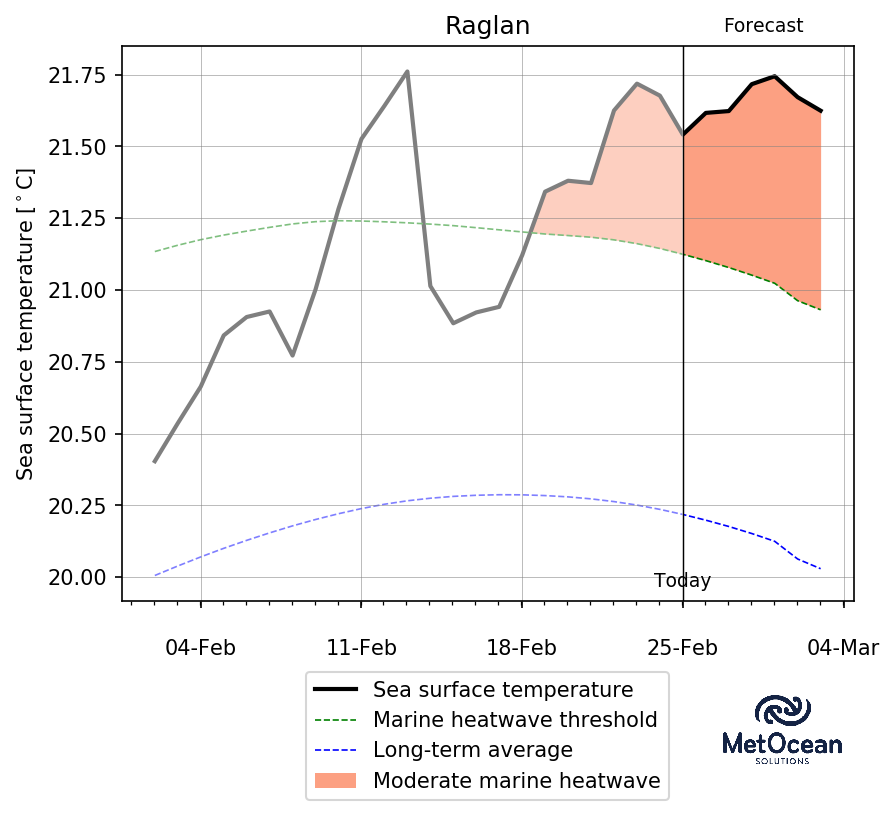 Raglan
Forecast
Sea surface temperature [°C]
21.75
21.50
21.25
21.00
20.75
20.50
20.25
20.00
Today
04-Feb
11-Feb
18-Feb
25-Feb
04-Mar
Sea surface temperature
Marine heatwave threshold
Long-term average
Moderate marine heatwave
MetOcean
SOLUTIONS